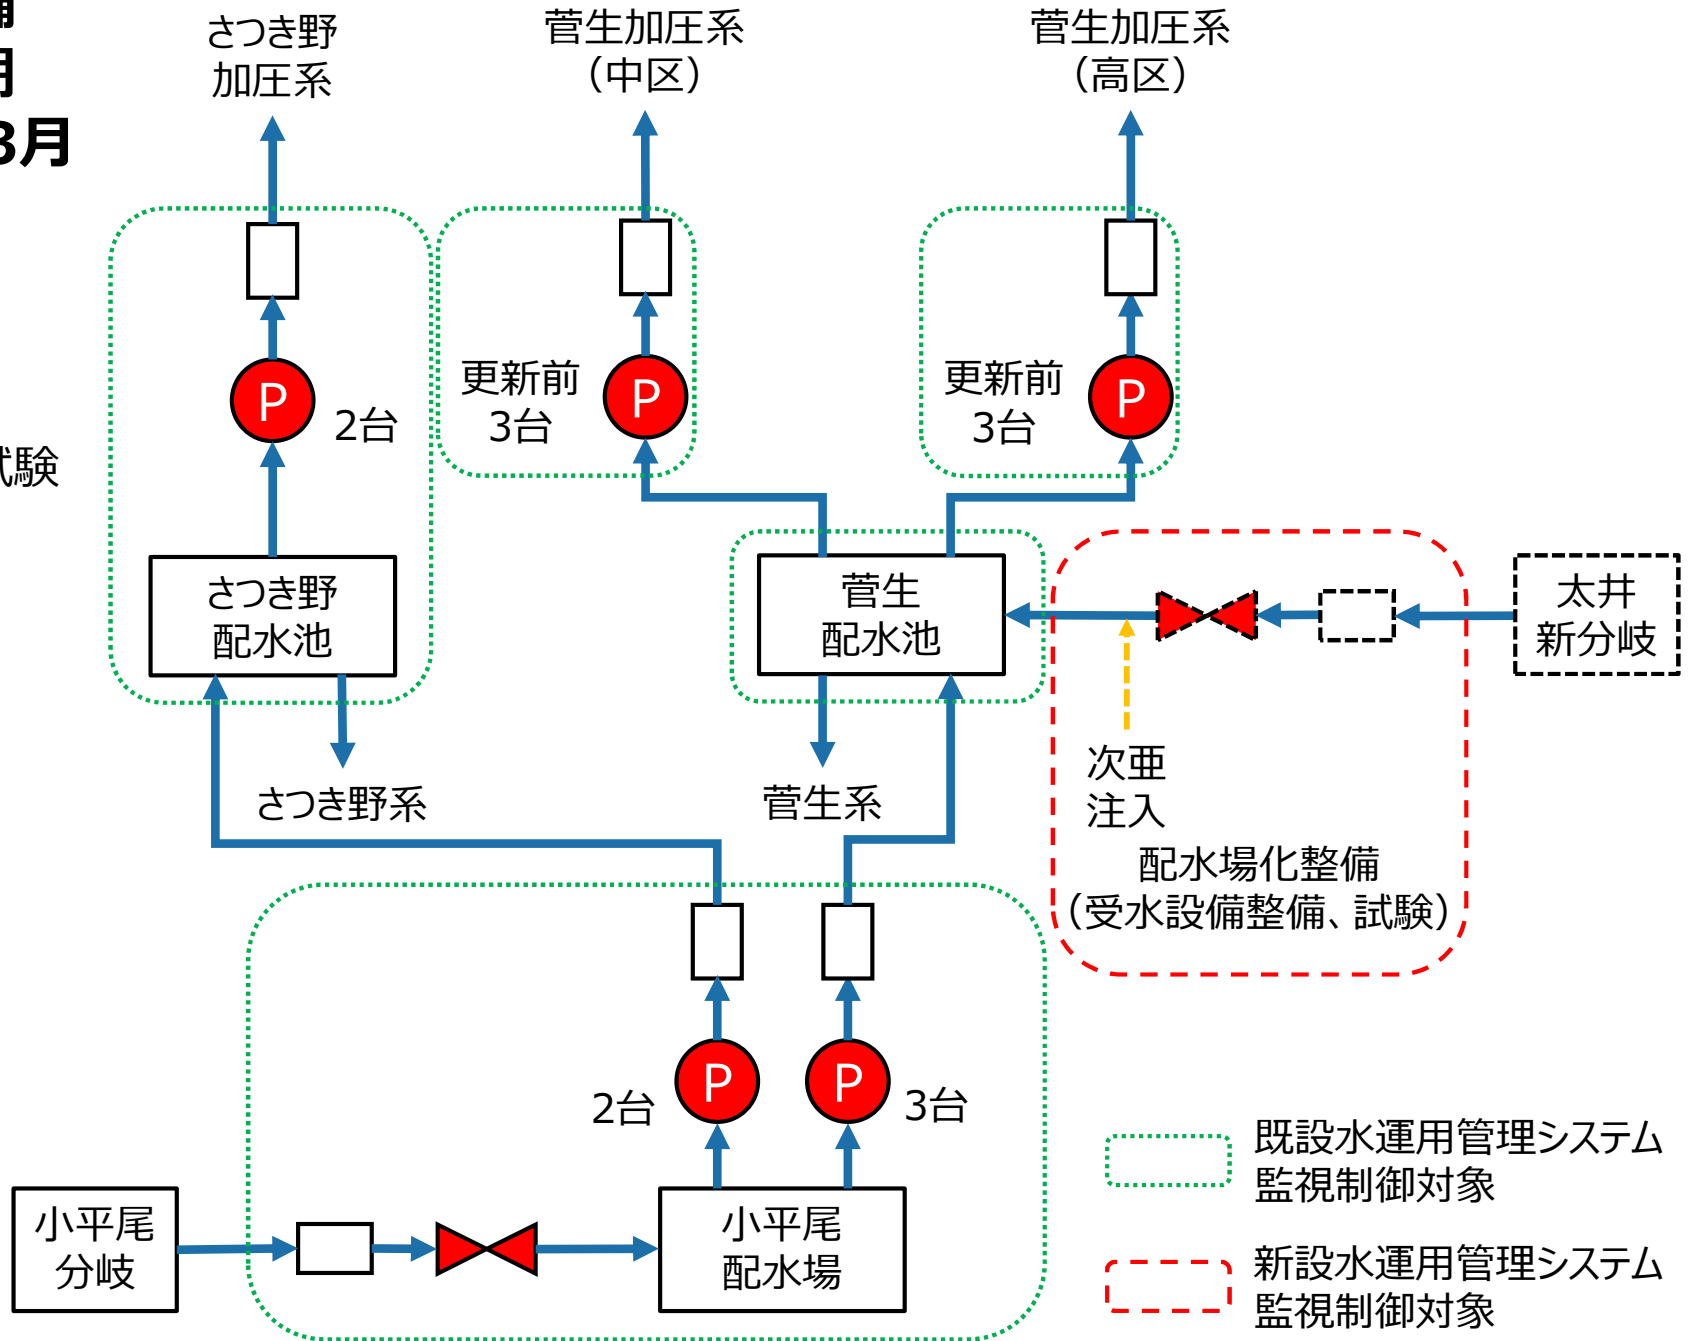 月
3月
試験
さつき野
加圧系
菅生加圧系
（中区）
菅生加圧系
（高区）
P
2台
更新前
3台
P
更新前
3台
P
さつき野
配水池
菅生
配水池
太井
新分岐
さつき野系
菅生系
次亜
注入
配水場化整備
（受水設備整備、試験）
2台
P
P
3台
小平尾
分岐
小平尾
配水場
既設水運用管理システム
監視制御対象
新設水運用管理システム
監視制御対象